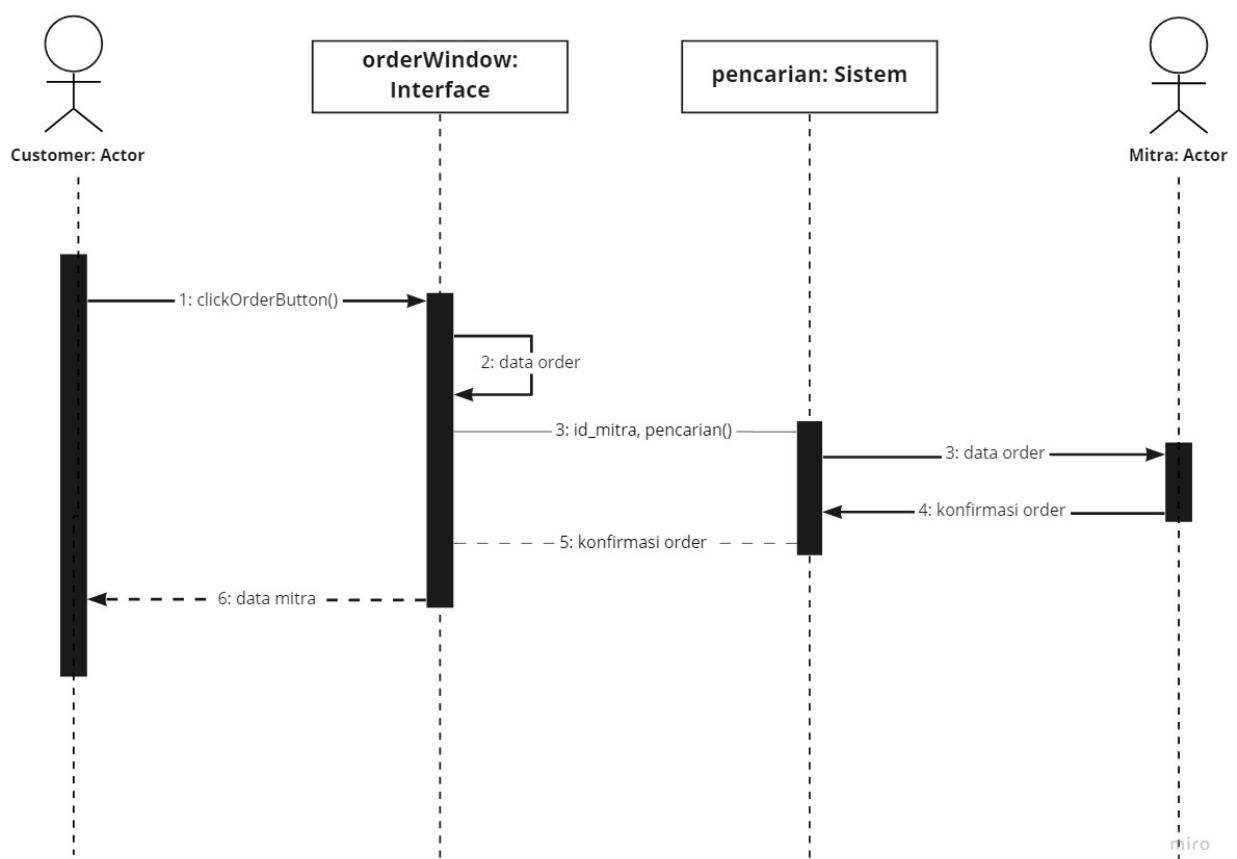 orderWindow:
Interface
pencarian: Sistem
Customer: Actor
Mitra: Actor
1: clickOrderButton()
2: data order
3: id_mitra, pencarian()
3: data order
4: konfirmasi order
5: konfirmasi order
6: data mitra
miro